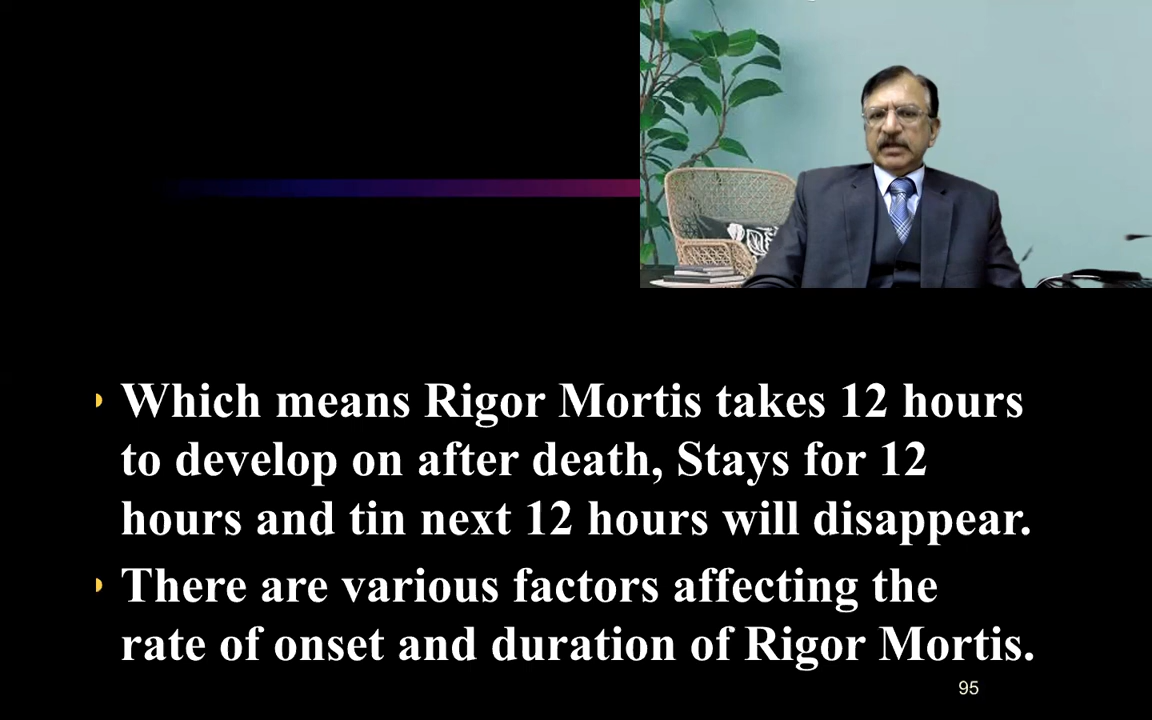 Which means Rigor Mortis takes 12 hours
to develop on after death, Stays for 12
hours and tin next 12 hours will disappear.
There are various factors affecting the
rate of onset and duration of Rigor Mortis.
95